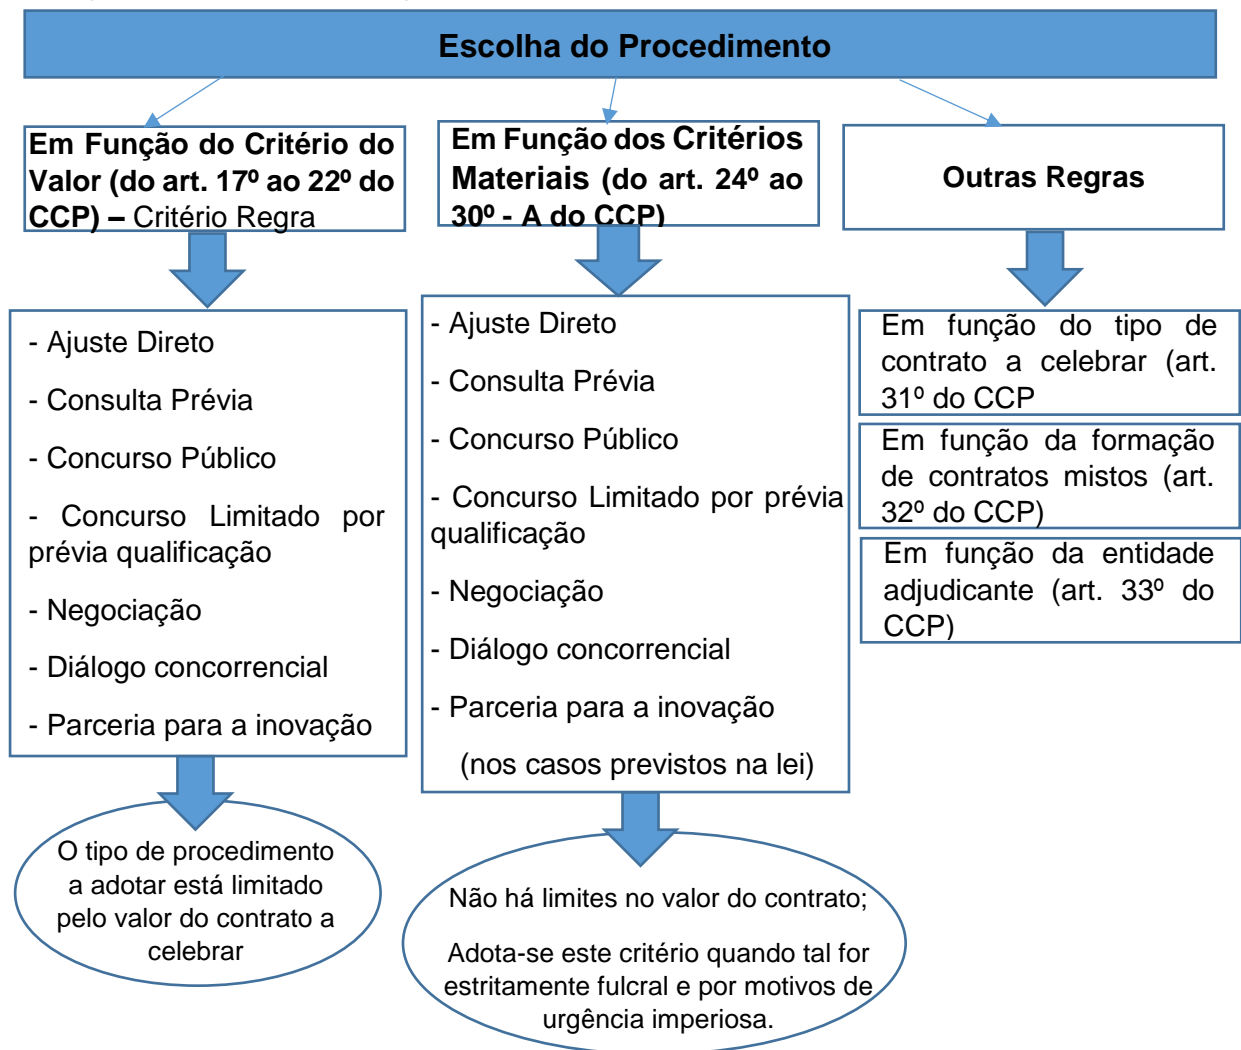 Escolha do Procedimento
Em Função do Critério do
Valor (do art. 17º ao 22º do
CCP) – Critério Regra
Em Função dos Critérios
Materiais (do art. 24º ao
30º - A do CCP)
Outras Regras
- Ajuste Direto
- Consulta Prévia
- Concurso Público
- Concurso Limitado por
prévia qualificação
- Negociação
- Diálogo concorrencial
- Parceria para a inovação
- Ajuste Direto
- Consulta Prévia
- Concurso Público
- Concurso Limitado por prévia
qualificação
- Negociação
- Diálogo concorrencial
- Parceria para a inovação
(nos casos previstos na lei)
Em função do tipo de
contrato a celebrar (art.
31º do CCP
Em função da formação
de contratos mistos (art.
32º do CCP)
Em função da entidade
adjudicante (art. 33º do
CCP)
O tipo de procedimento
a adotar está limitado
pelo valor do contrato a
celebrar
Não há limites no valor do contrato;
Adota-se este critério quando tal for
estritamente fulcral e por motivos de
urgência imperiosa.